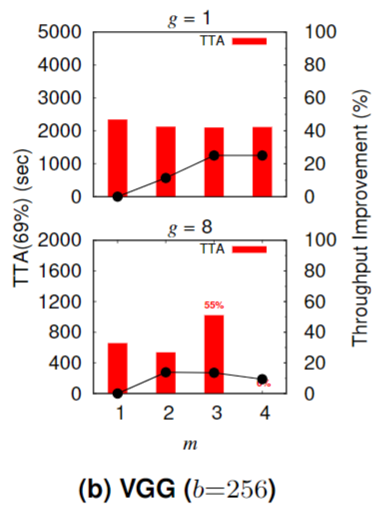 g = 1
5000
4000
3000
2000
1000
0
TTA
100
80
60
40
20
0
g = 8
2000
1600
1200
800
400
0
TTA
55%
100
80
60
40
20
0
1 2 3 4
m
TTA(69%) (sec)
Throughput Improvement (%)
(b) VGG (b=256)